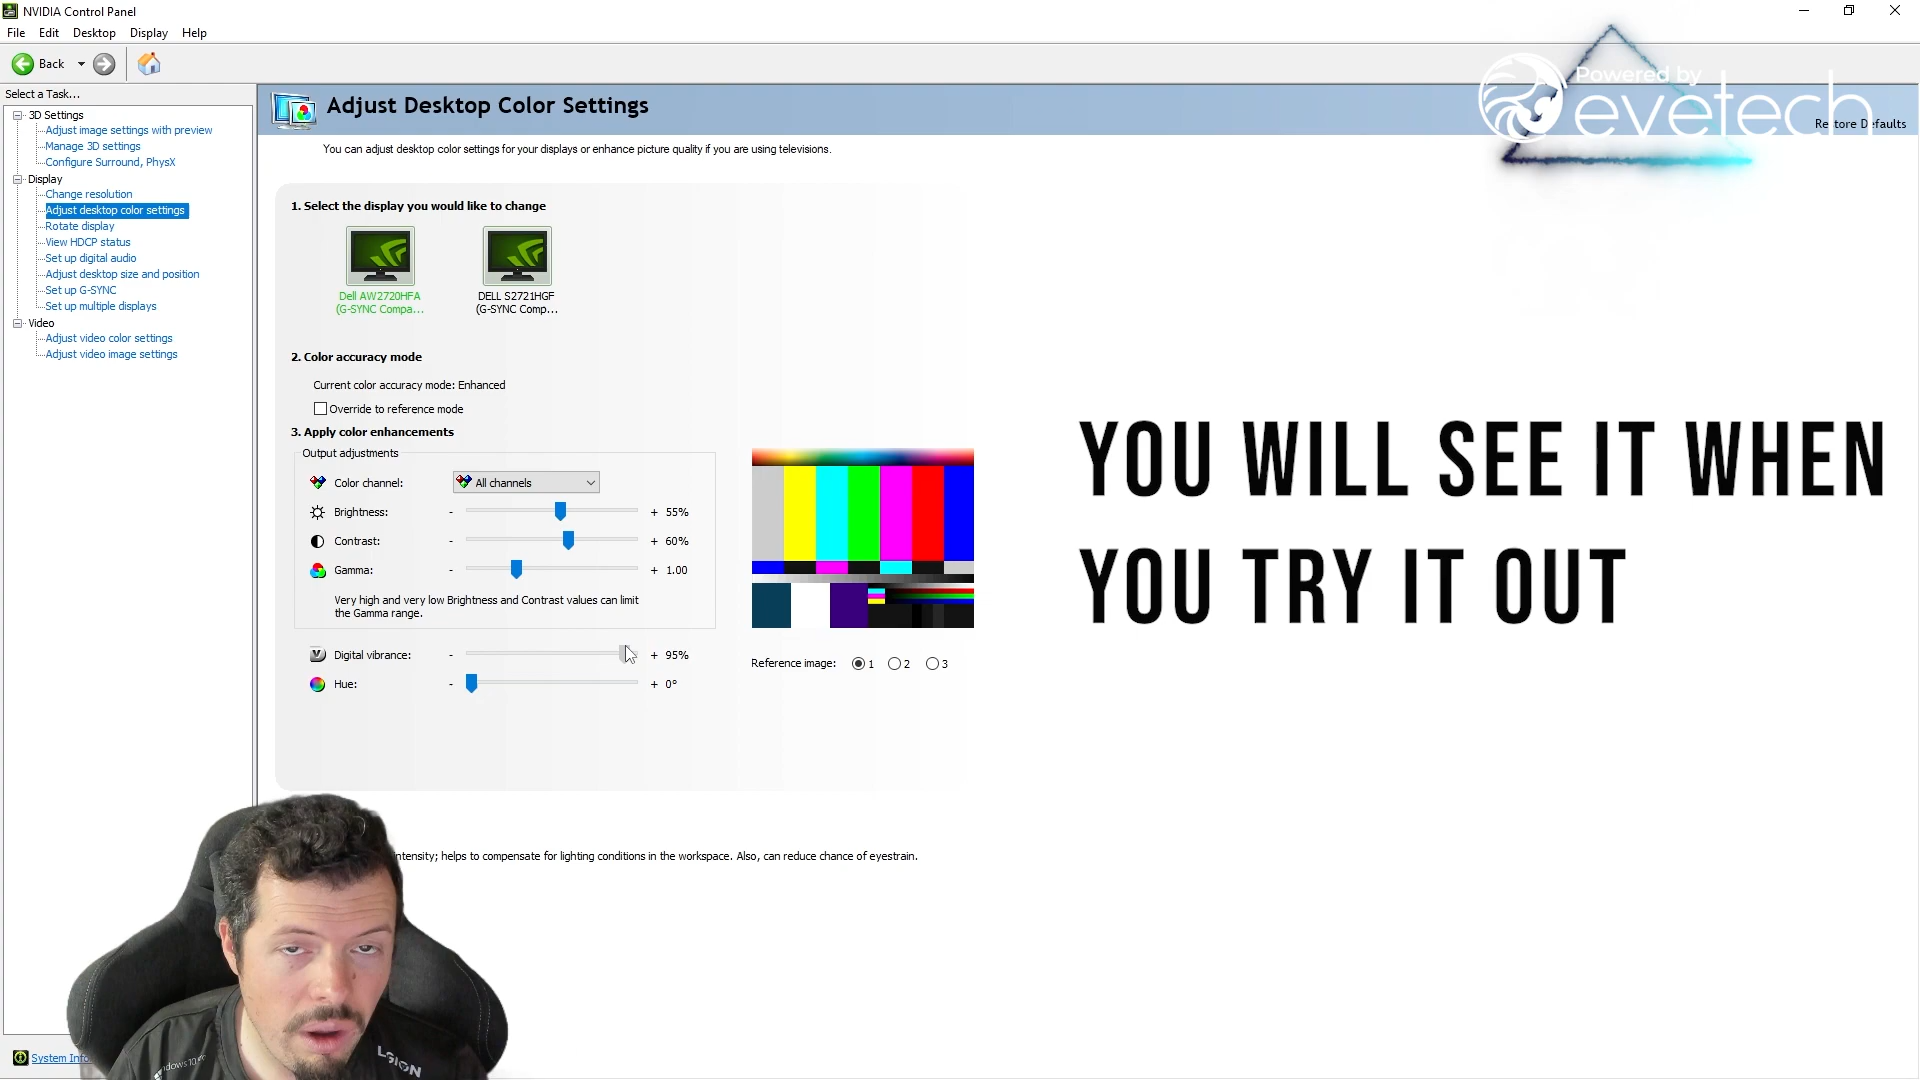 NVIDIA Control Panel
File Edit Desktop Display Help
Back
Powered by
evetech
Select a Task...
3D Settings
Adjust image settings with preview
Manage 3D settings
Configure Surround, PhysX
Display
Change resolution
Adjust desktop color settings
Rotate display
View HDCP status
Set up digital audio
Adjust desktop size and position
Set up G-SYNC
Set up multiple displays
Video
Adjust video color settings
Adjust video image settings
Adjust Desktop Color Settings
Restore Defaults
You can adjust desktop color settings for your displays or enhance picture quality if you are using televisions.
1. Select the display you would like to change
Dell AW2720HFA
(G-SYNC Compa...
DELL S2721HGF
(G-SYNC Comp...
2. Color accuracy mode
Current color accuracy mode: Enhanced
Override to reference mode
3. Apply color enhancements
Output adjustments
Color channel: All channels
Brightness: - + 55%
Contrast: - + 60%
Gamma: - + 1.00
Very high and very low Brightness and Contrast values can limit
the Gamma range.
Digital vibrance: - + 95%
Hue: - + 0°
Reference image: 1 2 3
YOU WILL SEE IT WHEN
YOU TRY IT OUT
intensity; helps to compensate for lighting conditions in the workspace. Also, can reduce chance of eyestrain.
System Info
LEGION